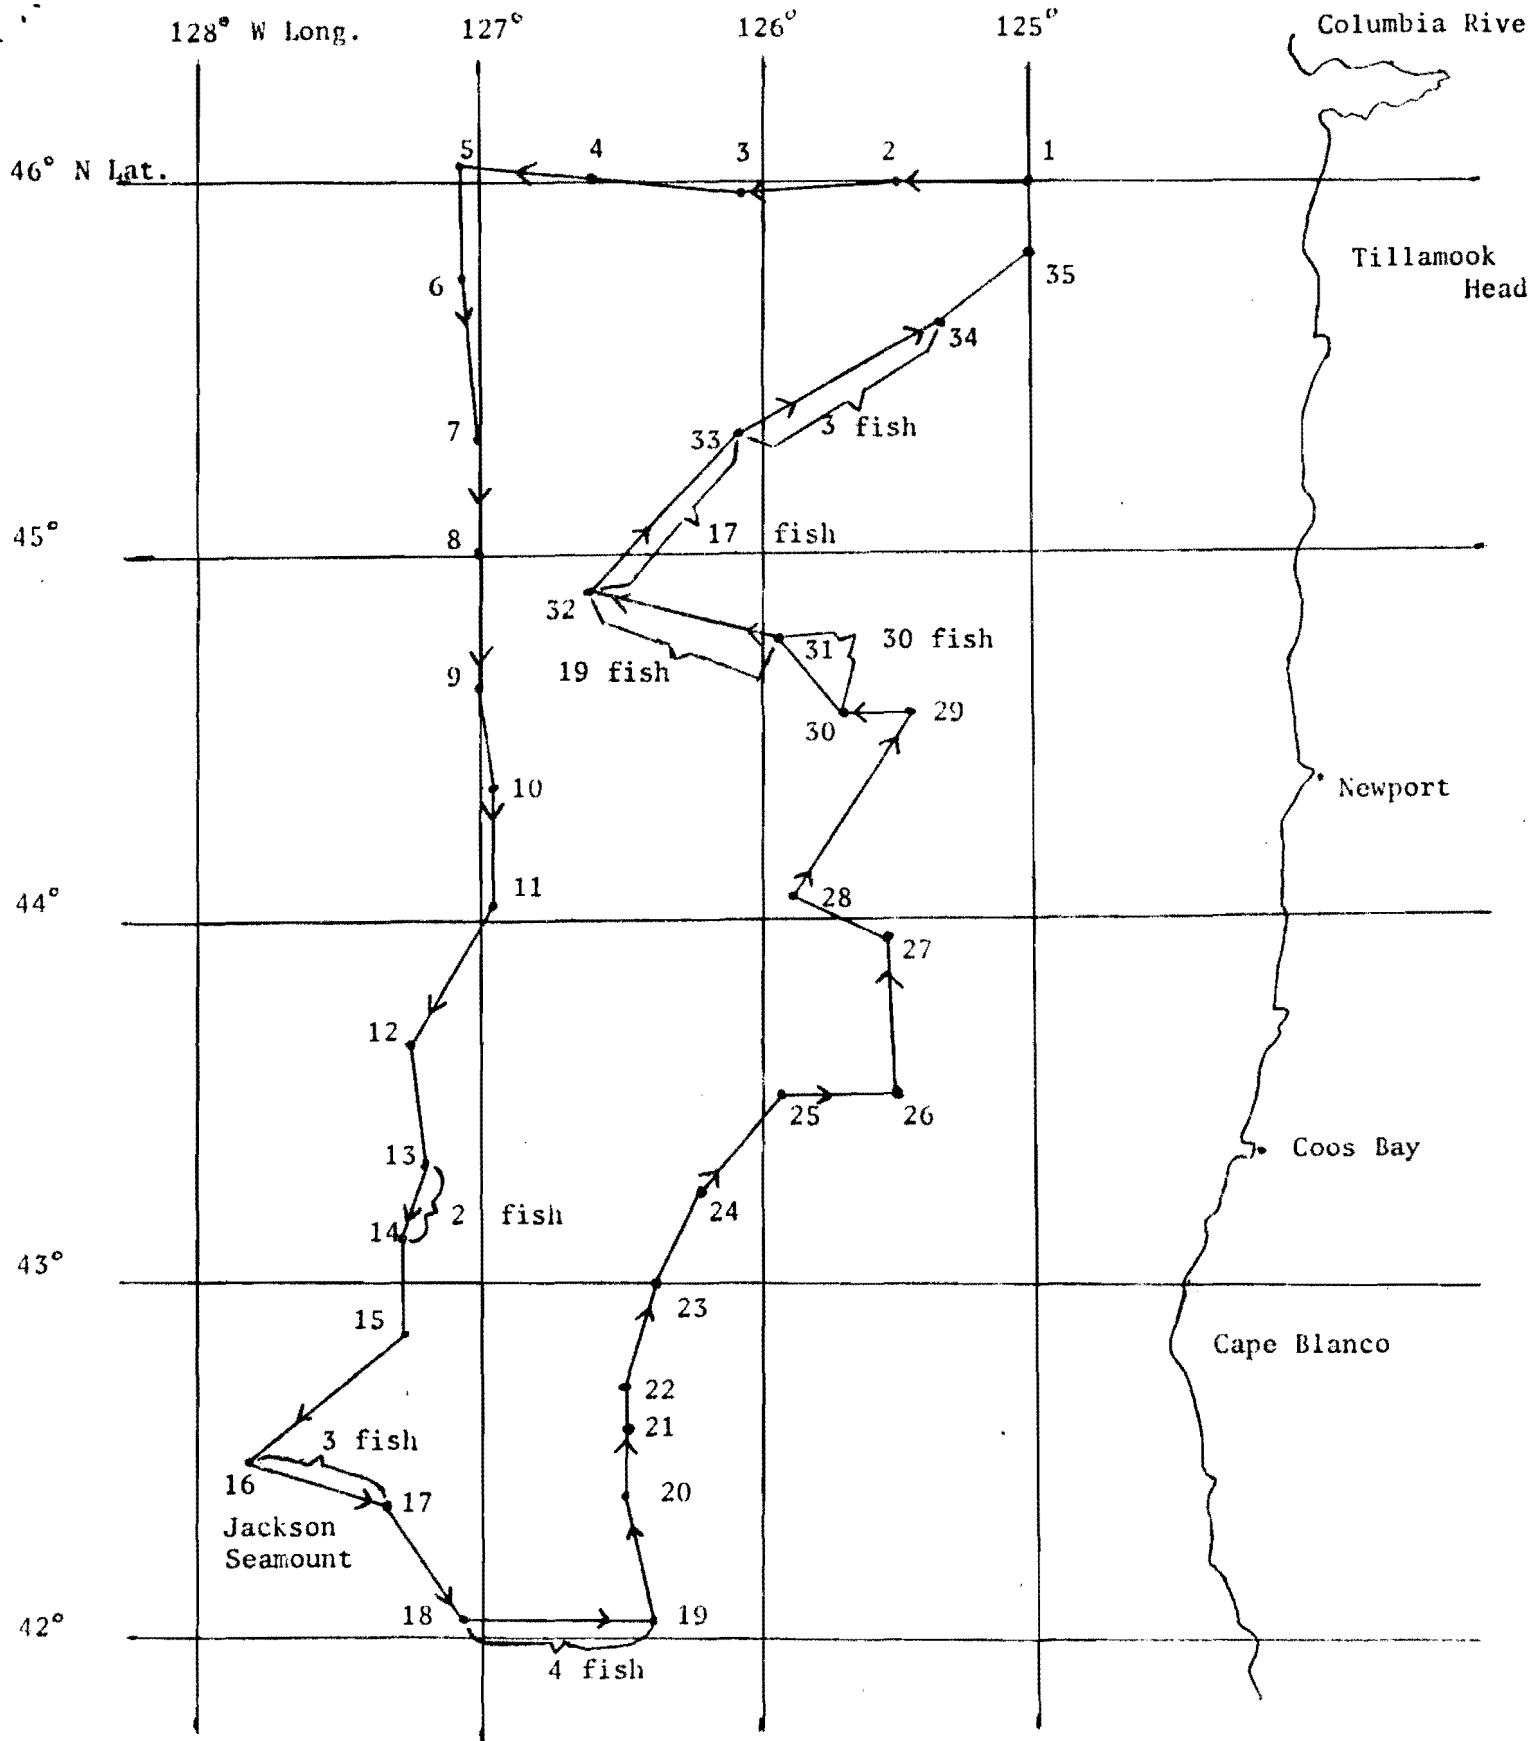 128° W Long.
127°
126°
125°
Columbia Rive
46° N Lat.
5
4
3
2
1
Tillamook
Head
6
35
34
7
33
3 fish
45°
8
17 fish
32
31
30 fish
19 fish
9
30
29
10
Newport
11
44°
28
27
12
25
26
13
Coos Bay
14
2 fish
24
43°
23
15
Cape Blanco
22
21
3 fish
16
17
20
Jackson
Seamount
18
19
42°
4 fish